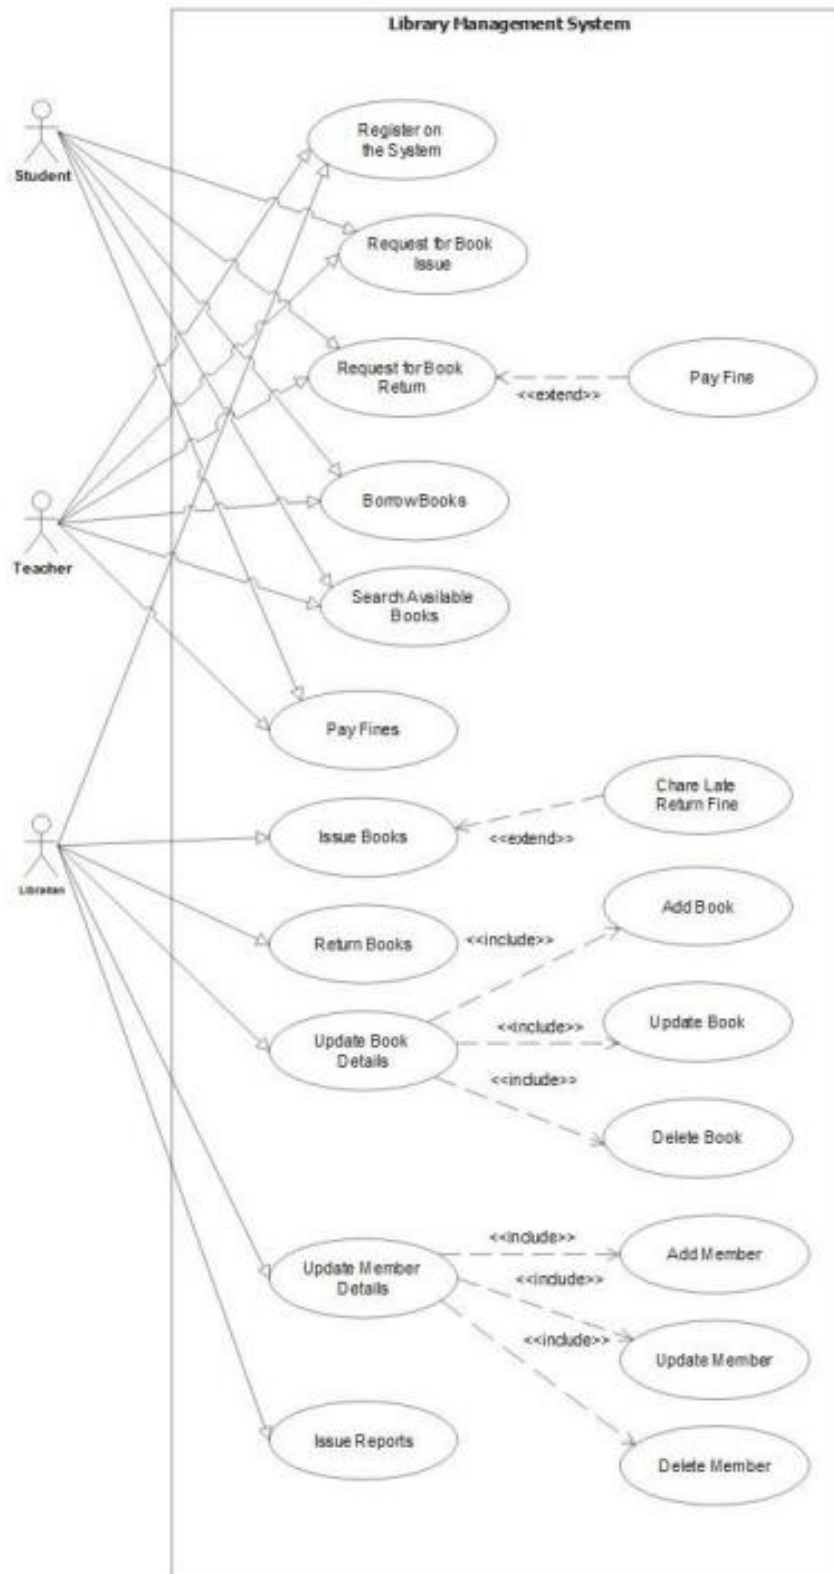 Library Management System
Register on
the System
Student
Request for Book
Issue
Request for Book
Return
Pay Fine
<<extend>>
Borrow Books
Teacher
Search Available
Books
Pay Fines
Chare Late
Return Fine
Issue Books
<<extend>>
Librarian
Add Book
Return Books
<<include>>
Update Book
Details
<<include>>
Update Book
<<include>>
Delete Book
<<include>>
Add Member
Update Member
Details
<<include>>
<<include>>
Update Member
Issue Reports
Delete Member